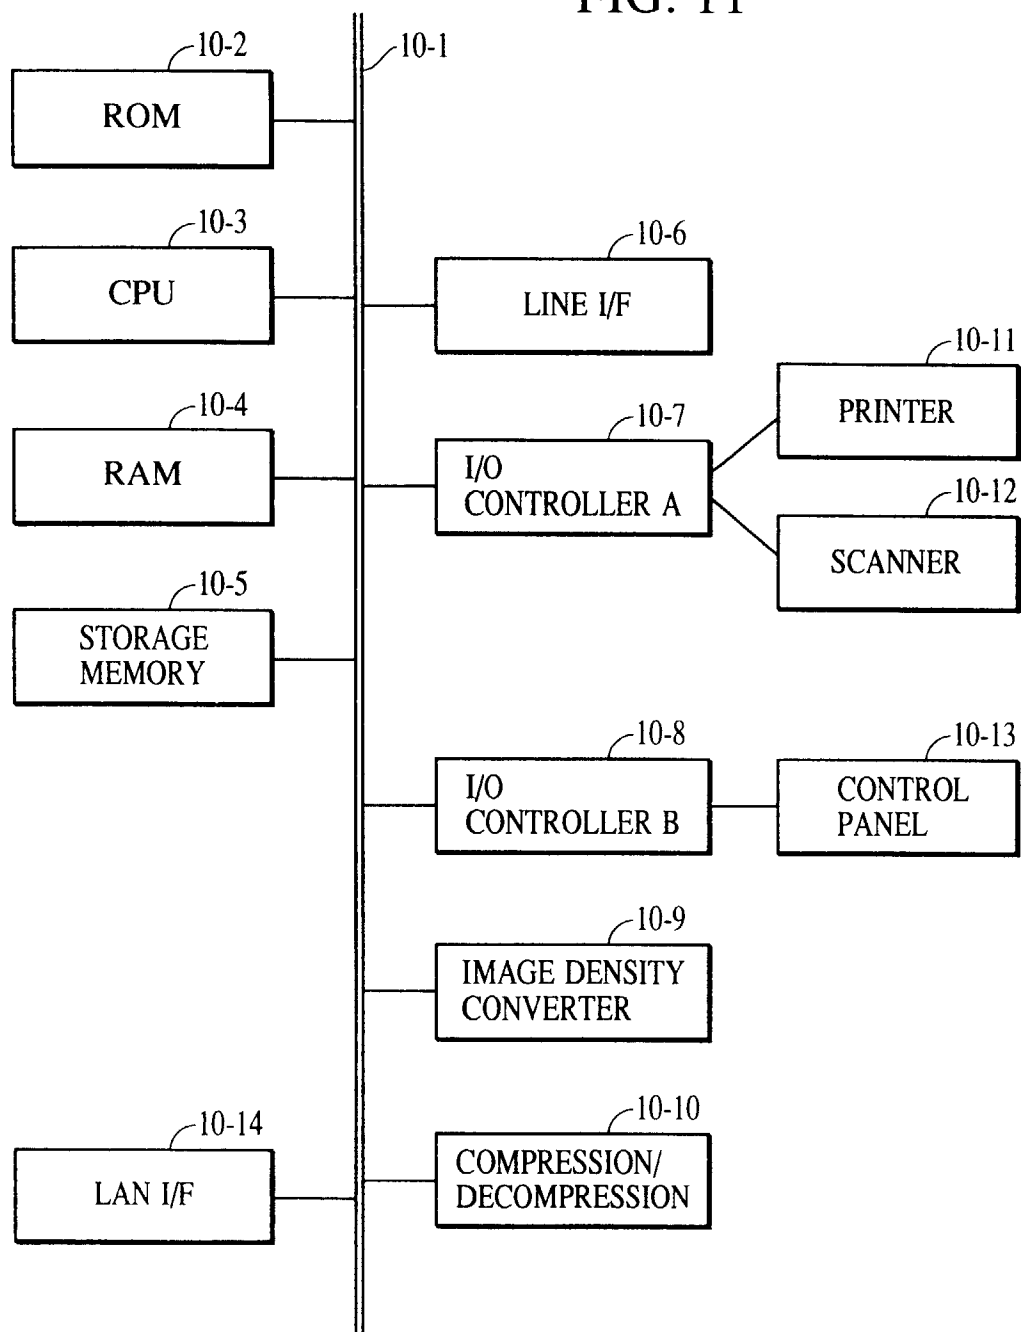 FIG. 11
10-1
10-2
ROM
10-3
CPU
10-4
RAM
10-5
STORAGE
MEMORY
10-6
LINE I/F
10-7
I/O
CONTROLLER A
10-11
PRINTER
10-12
SCANNER
10-8
I/O
CONTROLLER B
10-13
CONTROL
PANEL
10-9
IMAGE DENSITY
CONVERTER
10-10
COMPRESSION/
DECOMPRESSION
10-14
LAN I/F